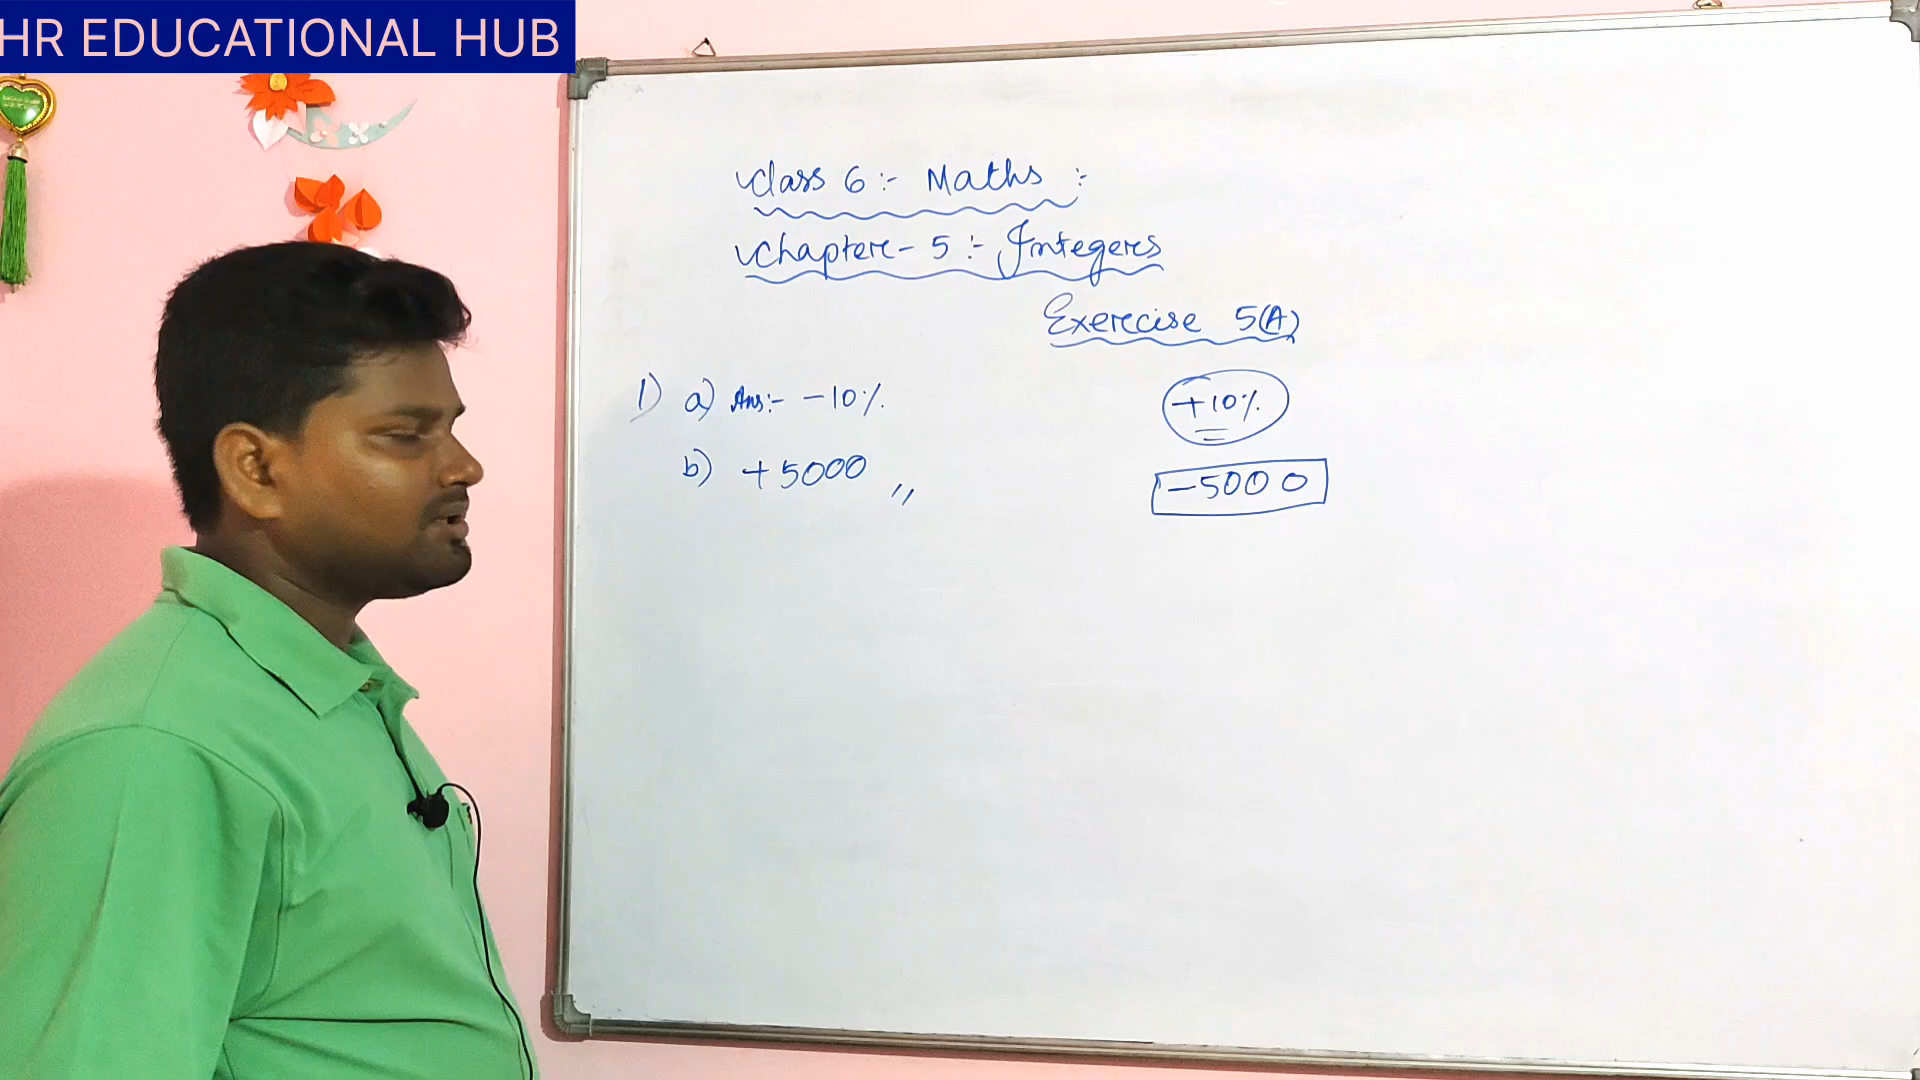 HR EDUCATIONAL HUB
Class 6 :- Maths :-
Chapter - 5 :- Integers
Exercise 5(A)
1) a) Ans:- -10%. +10%.
b) +5000 ,, -5000